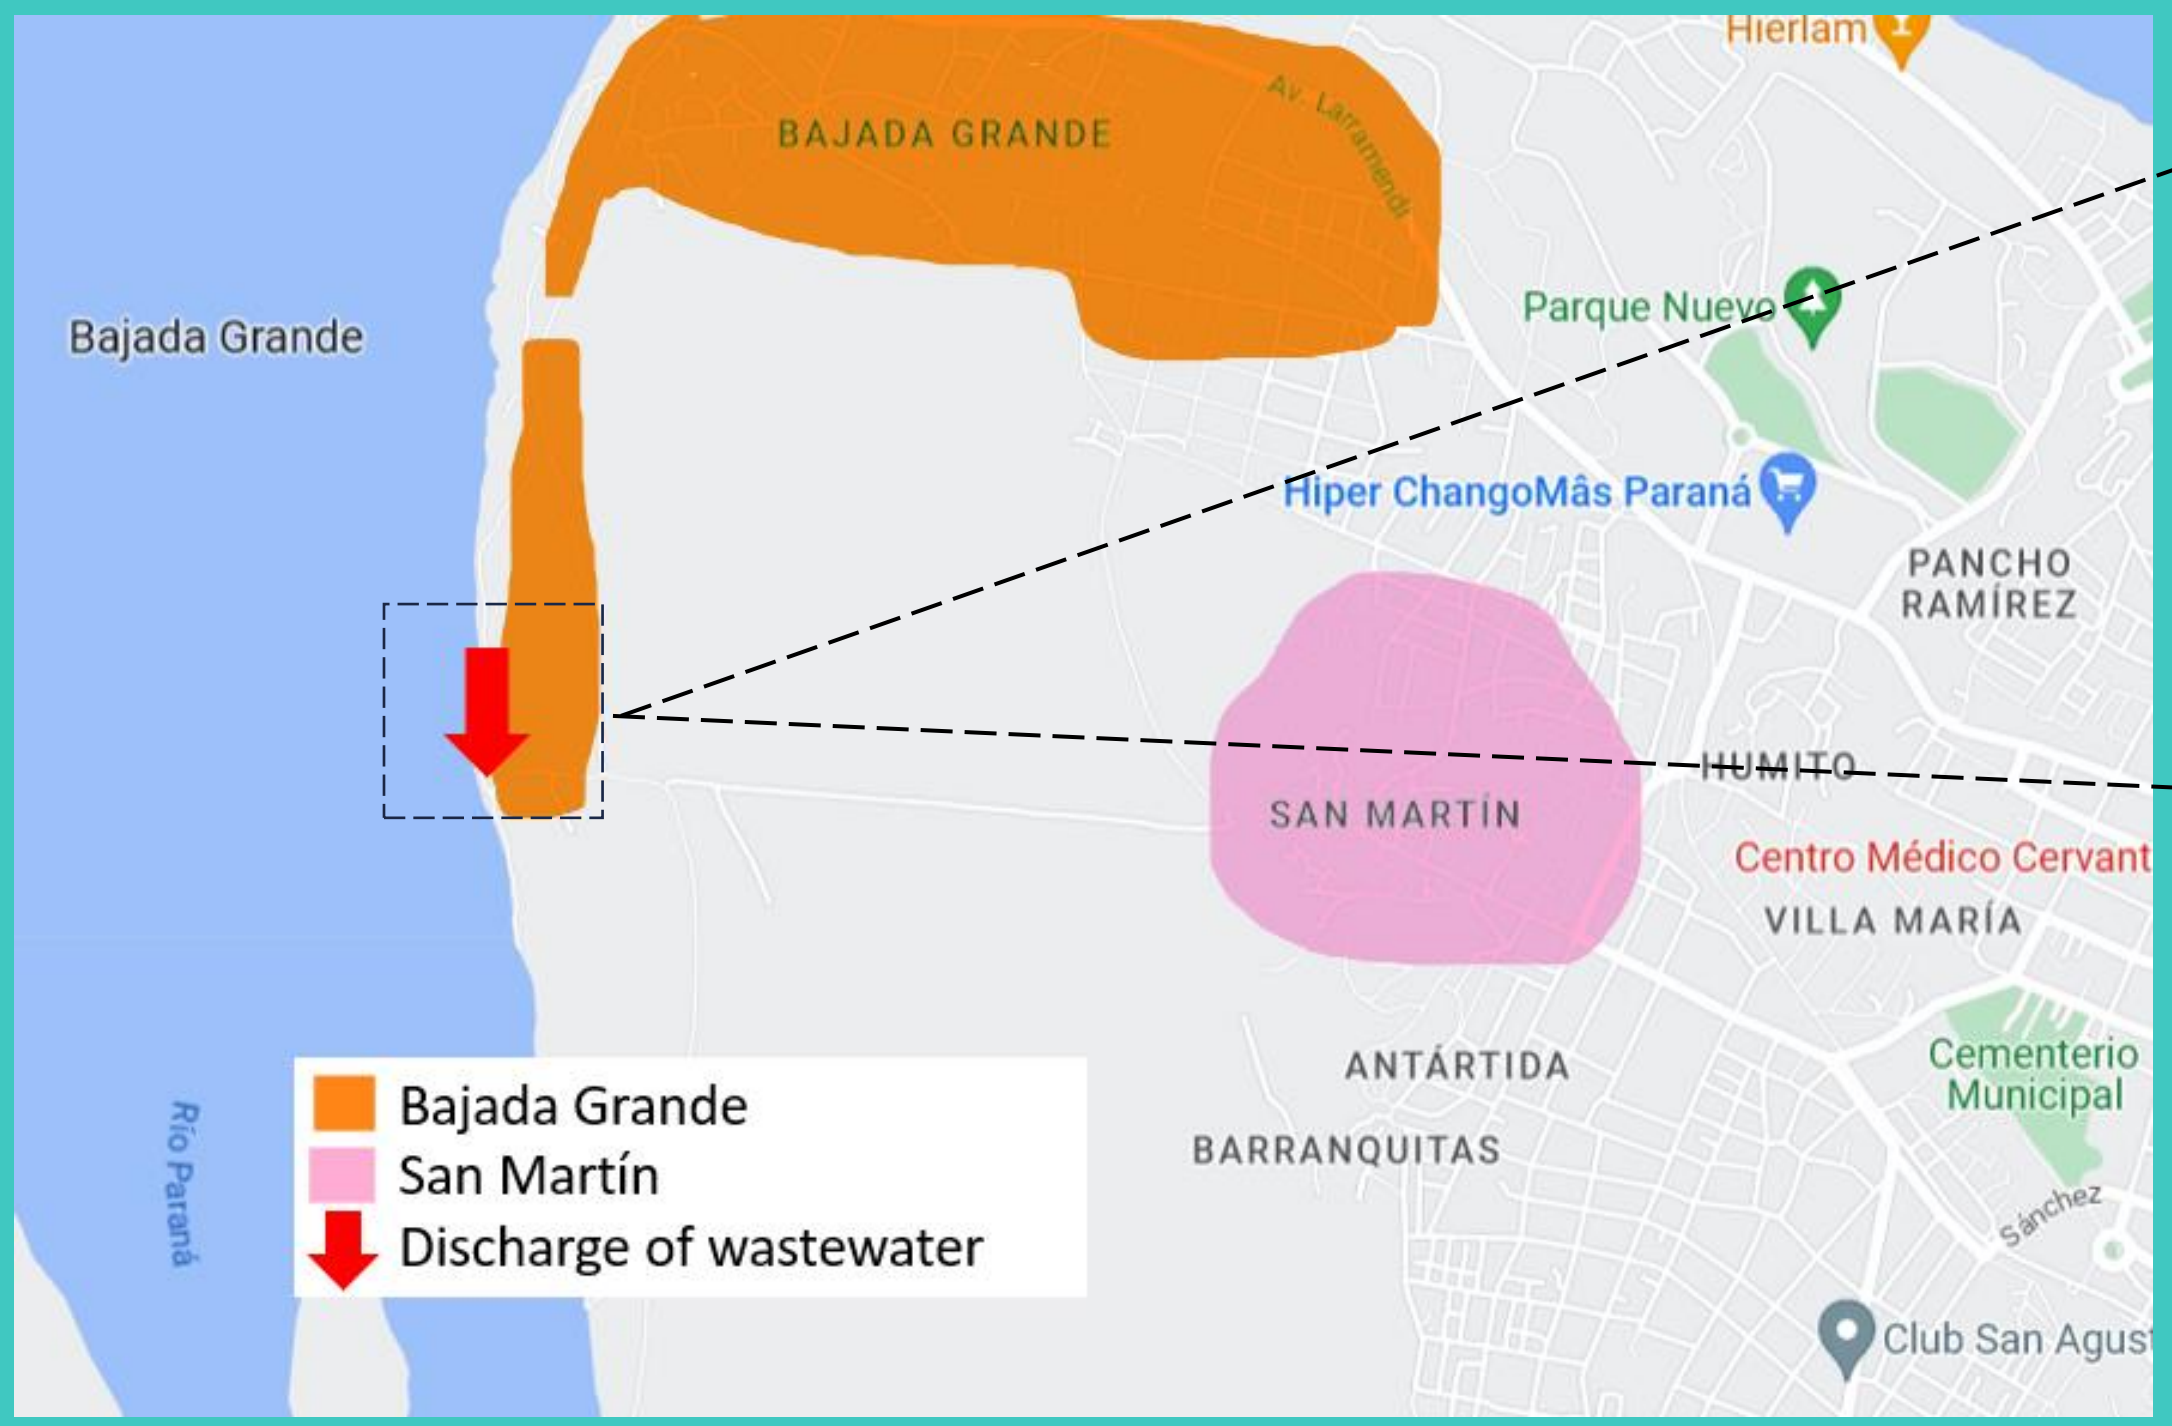 Hierlam
Av. Larramendi
BAJADA GRANDE
Parque Nuevo
Bajada Grande
Hiper ChangoMâs Paraná
PANCHO
RAMÍREZ
HUMITO
SAN MARTÍN
Centro Médico Cervant
VILLA MARÍA
Cementerio
Municipal
ANTÁRTIDA
BARRANQUITAS
Sánchez
Río Paraná
Bajada Grande
San Martín
Discharge of wastewater
Club San Agust